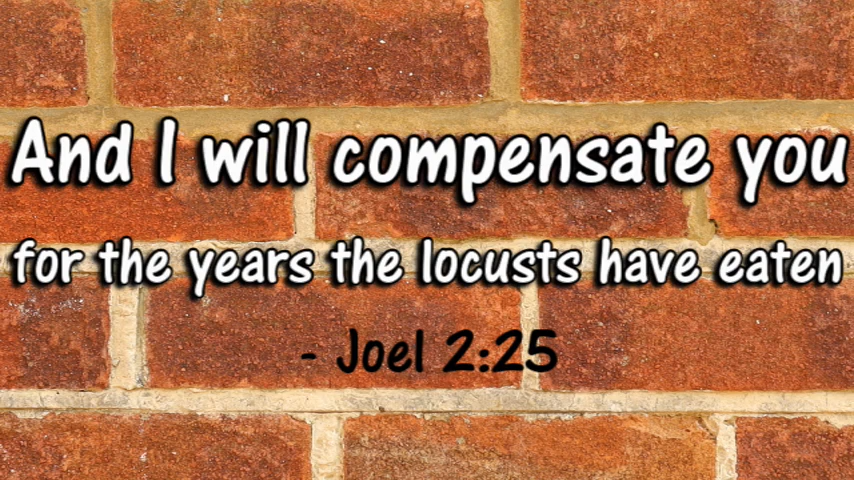 And I will compensate you
for the years the locusts have eaten
- Joel 2:25